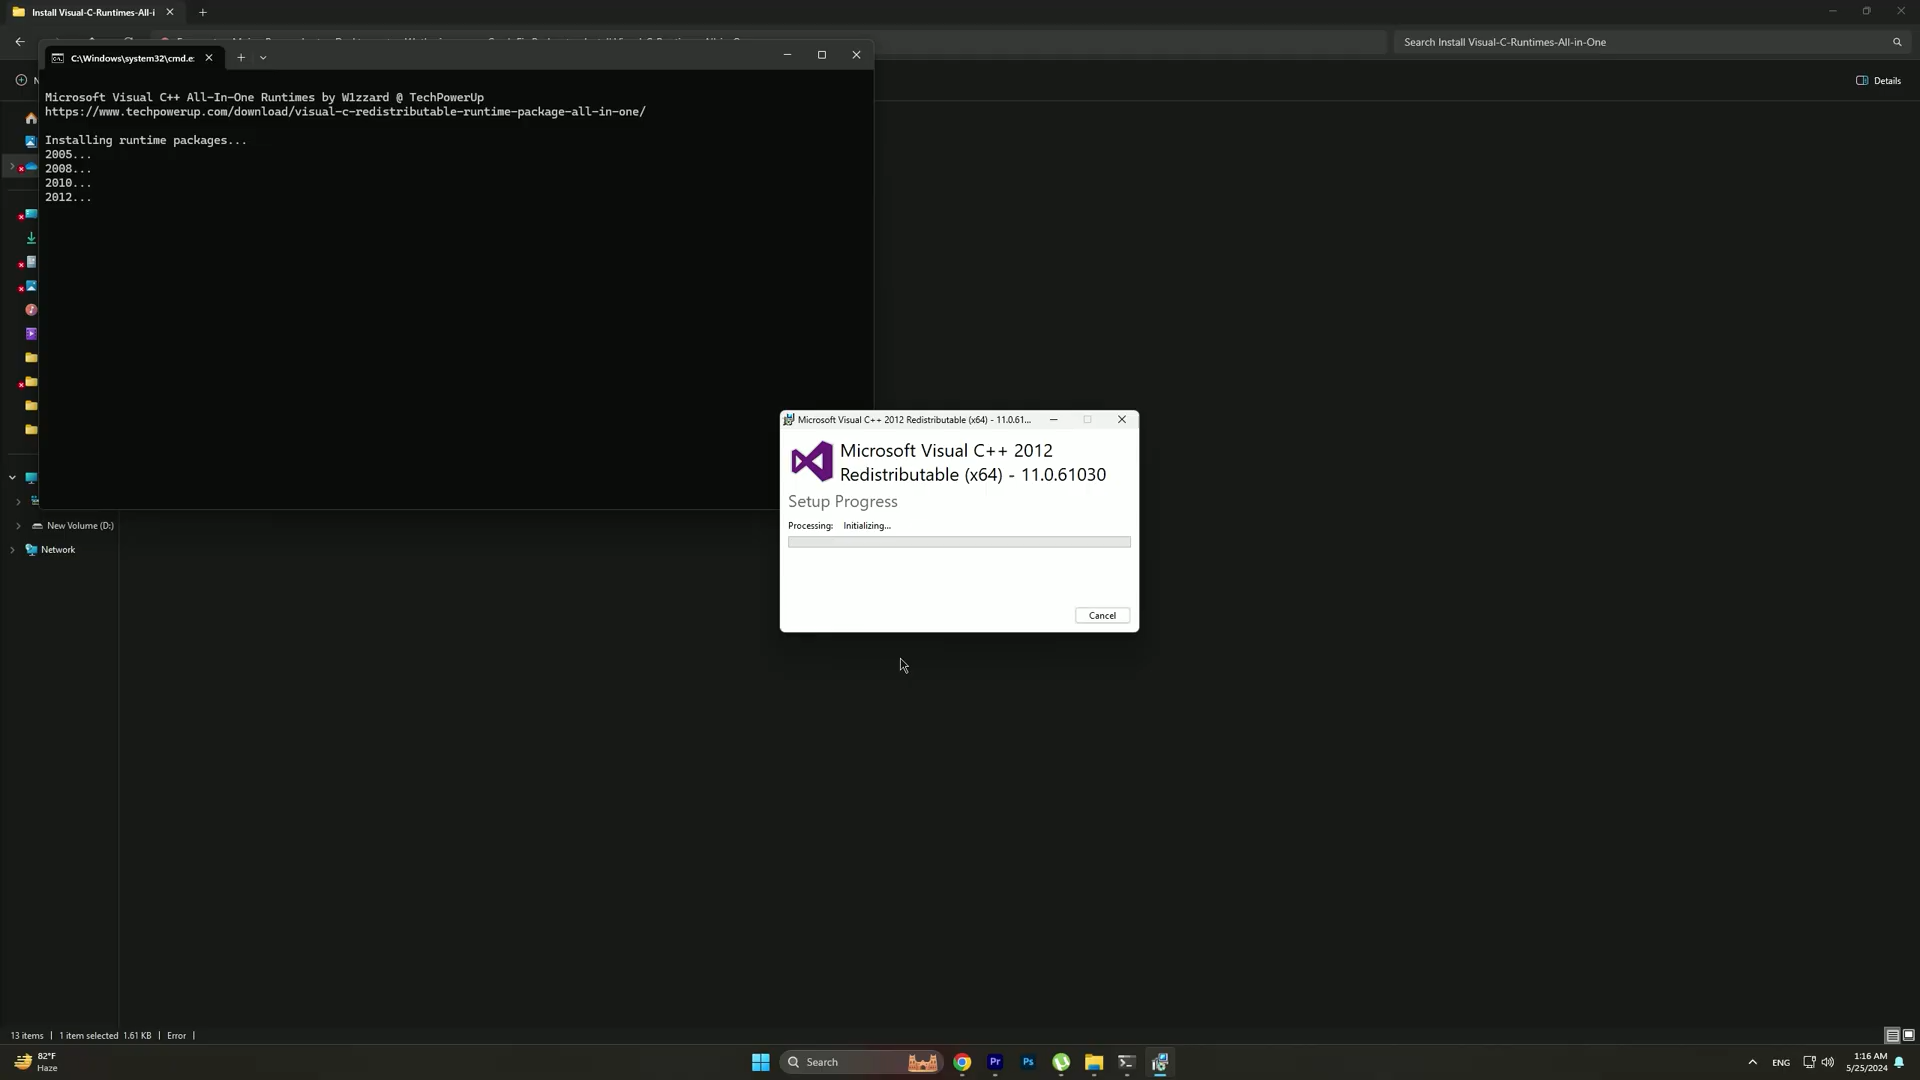 Install Visual-C-Runtimes-All-i
Search Install Visual-C-Runtimes-All-in-One
C:\Windows\system32\cmd.e:
Details
Microsoft Visual C++ All-In-One Runtimes by W1zzard @ TechPowerUp
https://www.techpowerup.com/download/visual-c-redistributable-runtime-package-all-in-one/
Installing runtime packages...
2005...
2008...
2010...
2012...
Microsoft Visual C++ 2012 Redistributable (x64) - 11.0.61...
Microsoft Visual C++ 2012
Redistributable (x64) - 11.0.61030
Setup Progress
Processing: Initializing...
Cancel
New Volume (D:)
Network
13 items
1 item selected 1.61 KB
Error
82°F
Haze
Search
Pr
Ps
ENG
1:16 AM
5/25/2024